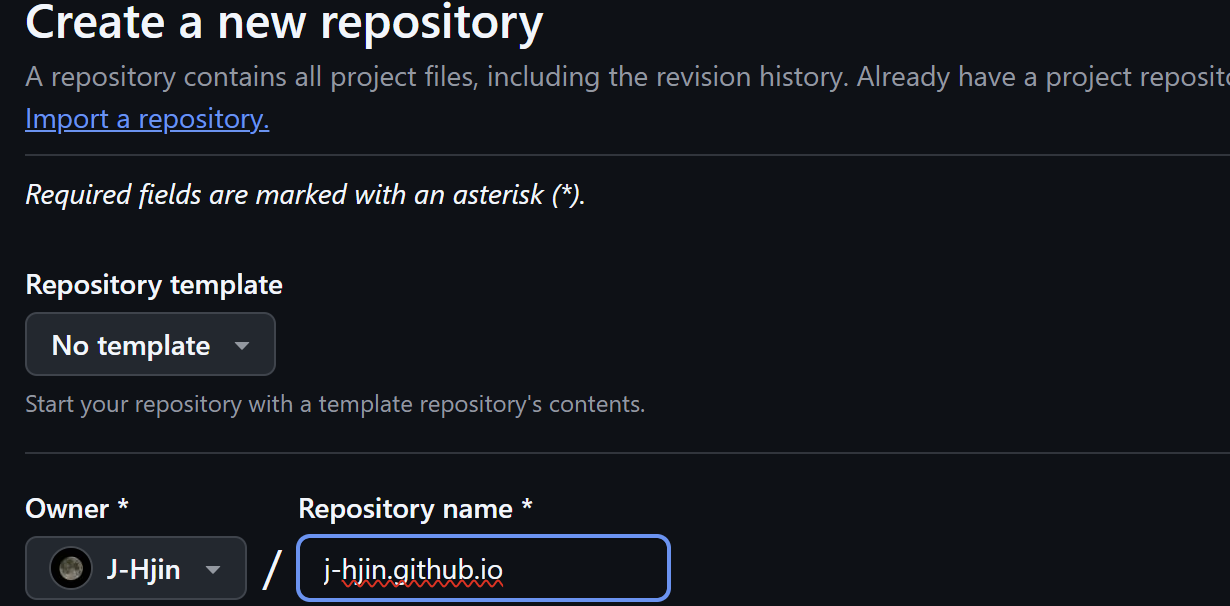 Create a new repository
A repository contains all project files, including the revision history. Already have a project
Import a repository.
Required fields are marked with an asterisk (*).
Repository template
No template
Start your repository with a template repository's contents.
Owner *
Repository name *
J-Hjin
/
j-hjin.github.io